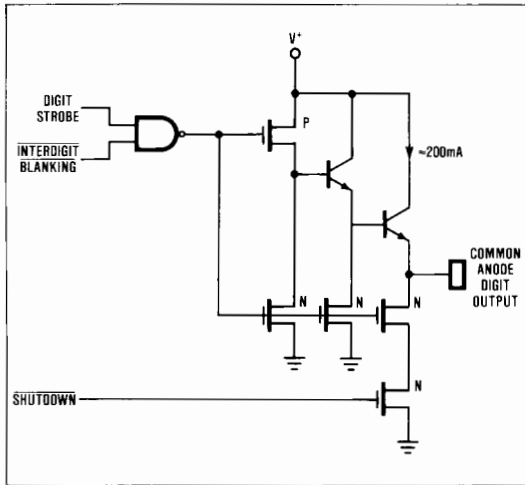 V+
DIGIT
STROBE
P
INTERDIGIT
BLANKING
≈200mA
COMMON
ANODE
DIGIT
OUTPUT
N
N
N
SHUTDOWN
N